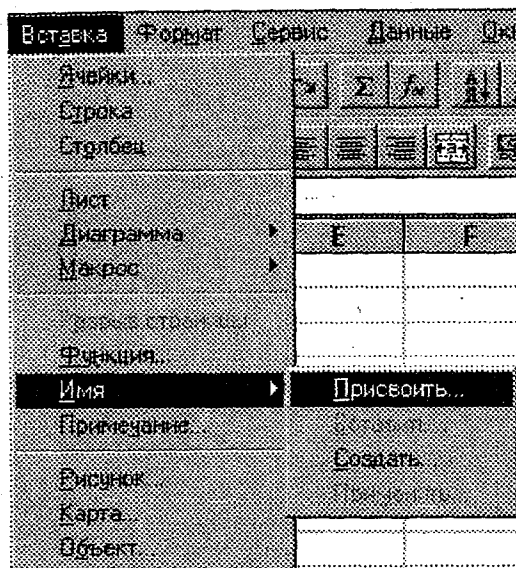 Вставка Формат Сервис Данные
Ячейки...
Строка
Столбец
Лист
Диаграмма
Макрос
E F
Функция...
Имя
Присвоить...
Примечание...
Создать...
Рисунок...
Карта...
Объект...